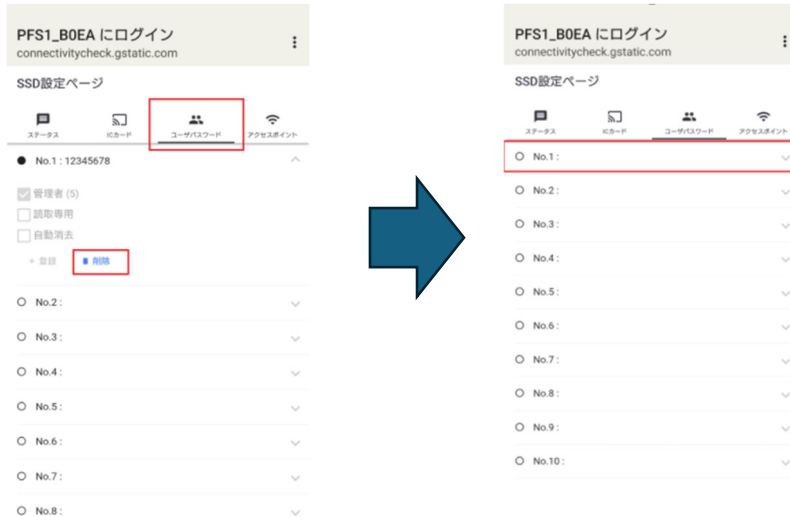 PFS1_B0EA にログイン
connectivitycheck.gstatic.com
SSD設定ページ
ステータス
ICカード
ユーザパスワード
アクセスポイント
No.1 : 12345678
管理者 (5)
読取専用
自動消去
+ 登録
削除
No.2 :
No.3 :
No.4 :
No.5 :
No.6 :
No.7 :
No.8 :
PFS1_B0EA にログイン
connectivitycheck.gstatic.com
SSD設定ページ
ステータス
ICカード
ユーザパスワード
アクセスポイント
No.1 :
No.2 :
No.3 :
No.4 :
No.5 :
No.6 :
No.7 :
No.8 :
No.9 :
No.10 :